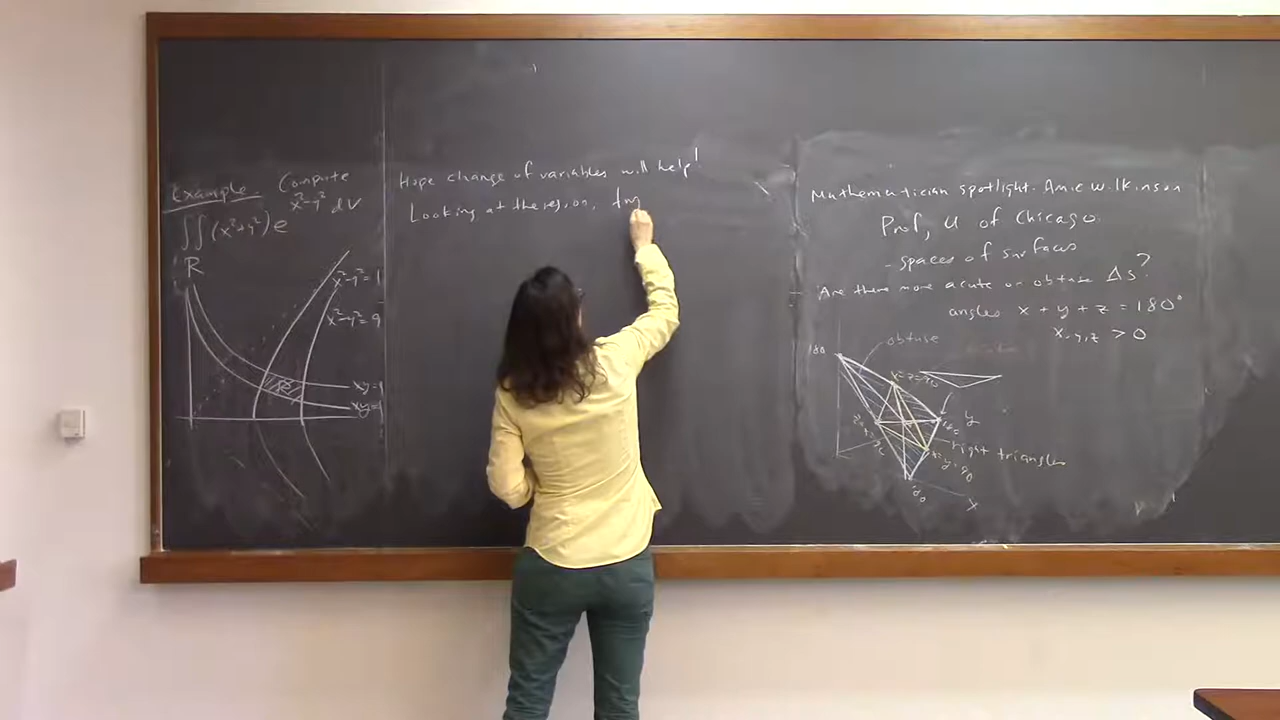 Example. Compute
∬ (x²+y²) e^{x²-y²} dV
R
x²-y²=1
x²-y²=9
R
xy=4
xy=1
Hope change of variables will help!
Looking at the region,
Mathematician spotlight. Amie Wilkinson
Prof, U of Chicago.
- spaces of surfaces
Are there more acute or obtuse Δs?
angles x + y + z = 180°
x,y,z > 0
180
obtuse
y
right triangles
y=90
x